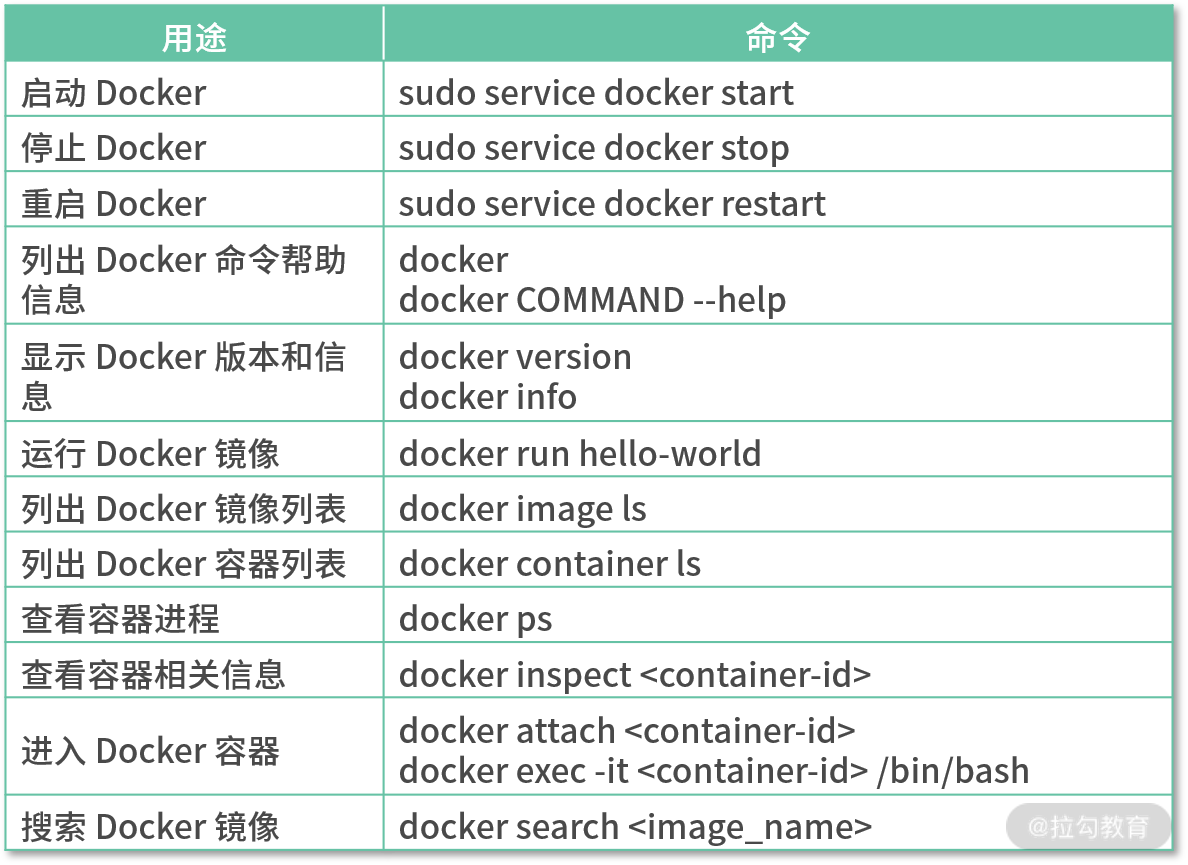 用途 命令
启动 Docker sudo service docker start
停止 Docker sudo service docker stop
重启 Docker sudo service docker restart
列出 Docker 命令帮助
信息
docker
docker COMMAND --help
显示 Docker 版本和信
息
docker version
docker info
运行 Docker 镜像 docker run hello-world
列出 Docker 镜像列表 docker image ls
列出 Docker 容器列表 docker container ls
查看容器进程 docker ps
查看容器相关信息 docker inspect <container-id>
进入 Docker 容器
docker attach <container-id>
docker exec -it <container-id> /bin/bash
搜索 Docker 镜像 docker search <image_name>
@拉勾教育